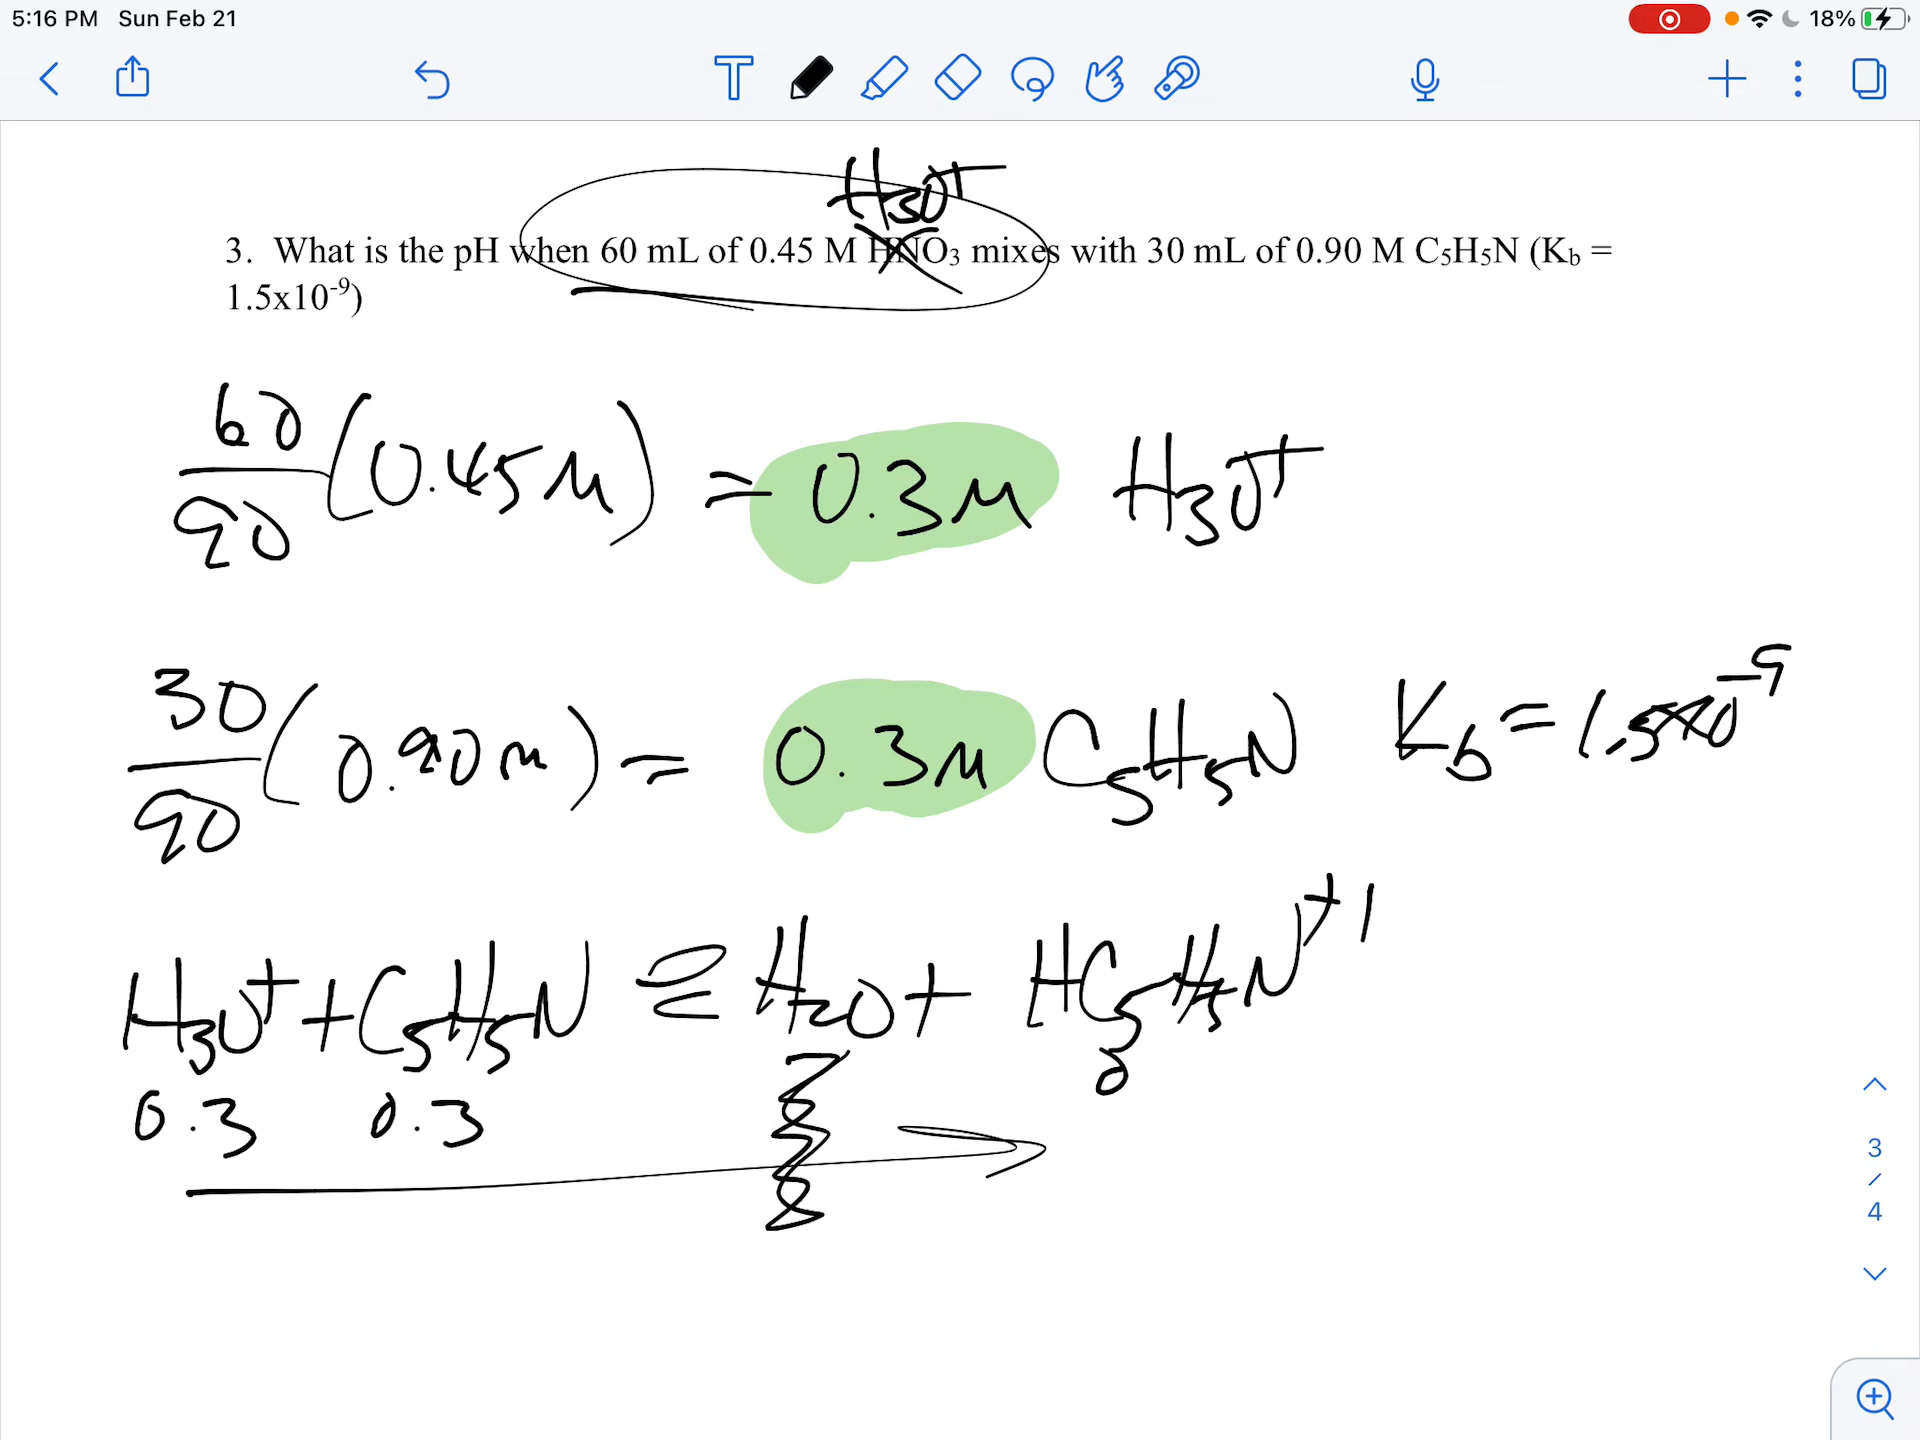 5:16 PM Sun Feb 21
18%
T
H₃O⁺
3. What is the pH when 60 mL of 0.45 M HNO₃ mixes with 30 mL of 0.90 M C₅H₅N (K_b =
1.5x10⁻⁹)
60/90 (0.45M) = 0.3M H₃O⁺
30/90 (0.90M) = 0.3M C₅H₅N K_b = 1.5x10⁻⁹
H₃O⁺ + C₅H₅N ⇌ H₂O + HC₅H₅N⁺¹
0.3 0.3 0
3
/
4